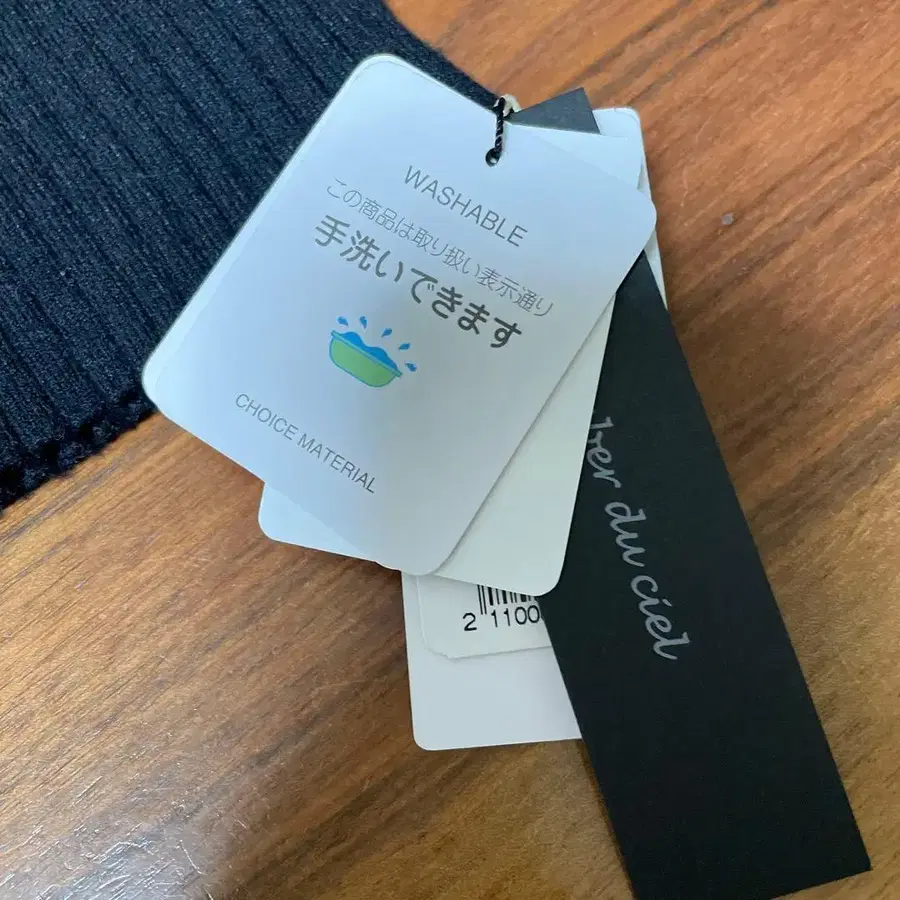 WASHABLE
この商品は取り扱い表示通り
手洗いできます
CHOICE MATERIAL
ber du ciel
2 1100